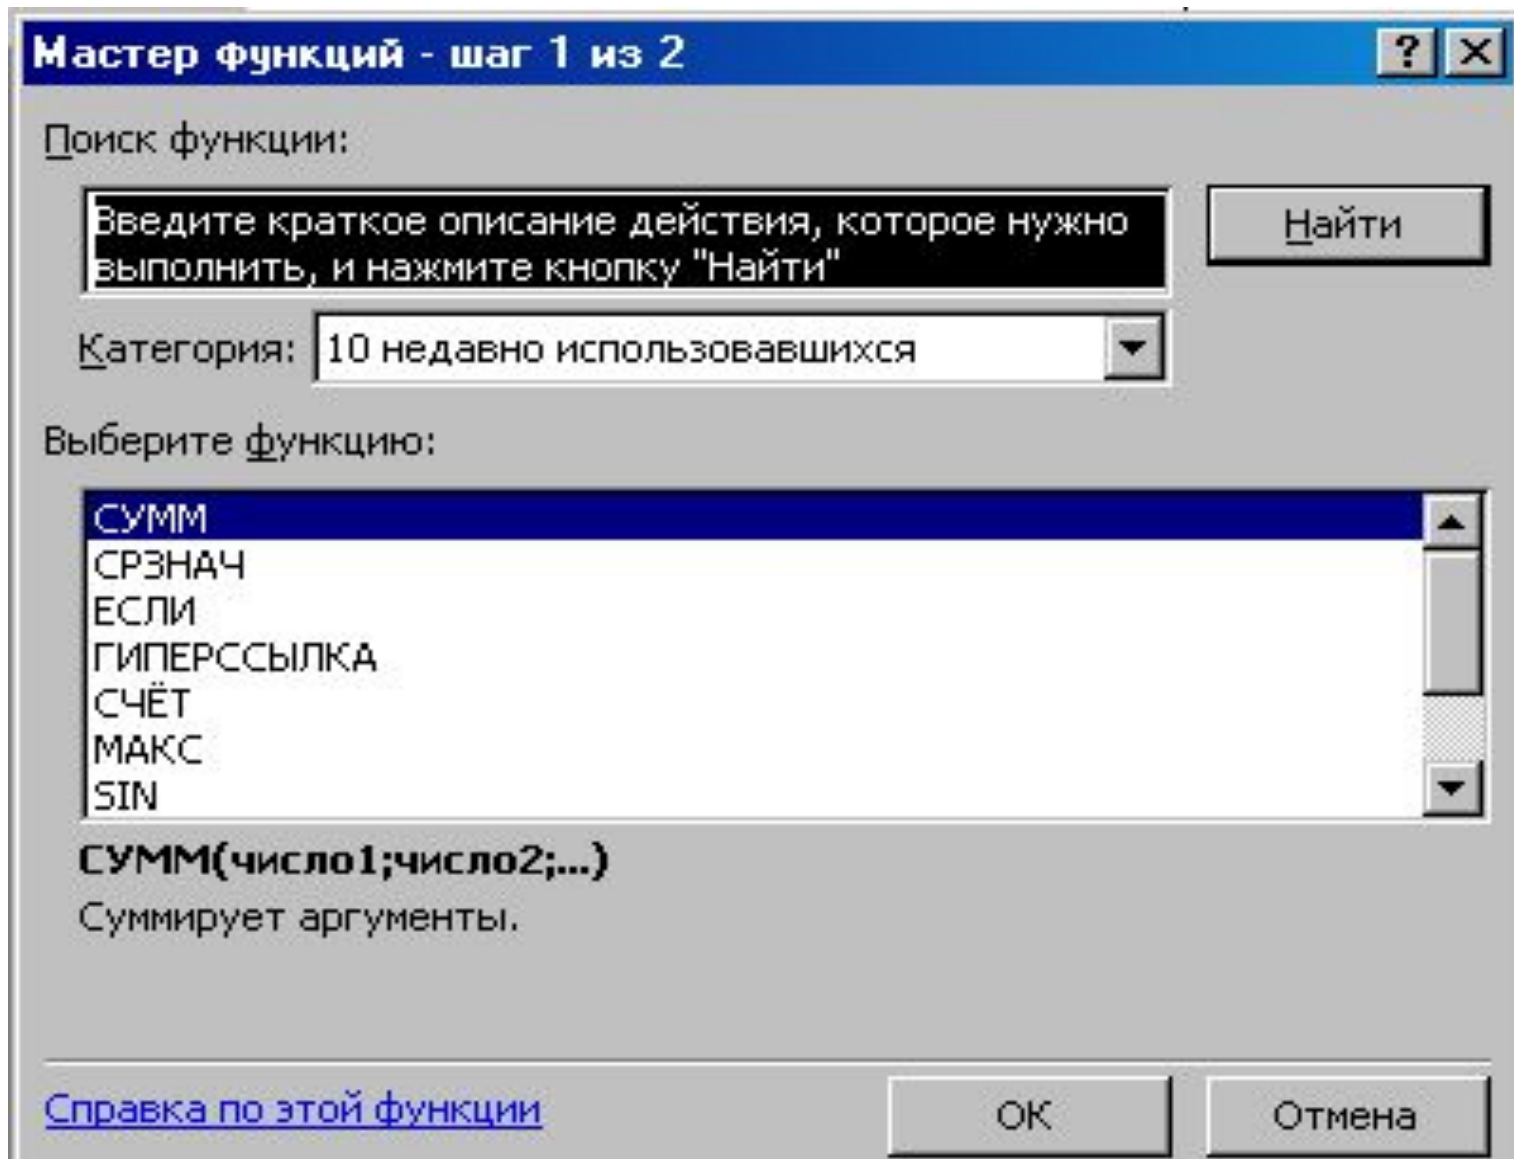 Мастер функций - шаг 1 из 2
Поиск функции:
Введите краткое описание действия, которое нужно
выполнить, и нажмите кнопку "Найти"
Найти
Категория: 10 недавно использовавшихся
Выберите функцию:
СУММ
СРЗНАЧ
ЕСЛИ
ГИПЕРССЫЛКА
СЧЁТ
МАКС
SIN
СУММ(число1;число2;...)
Суммирует аргументы.
Справка по этой функции
ОК
Отмена